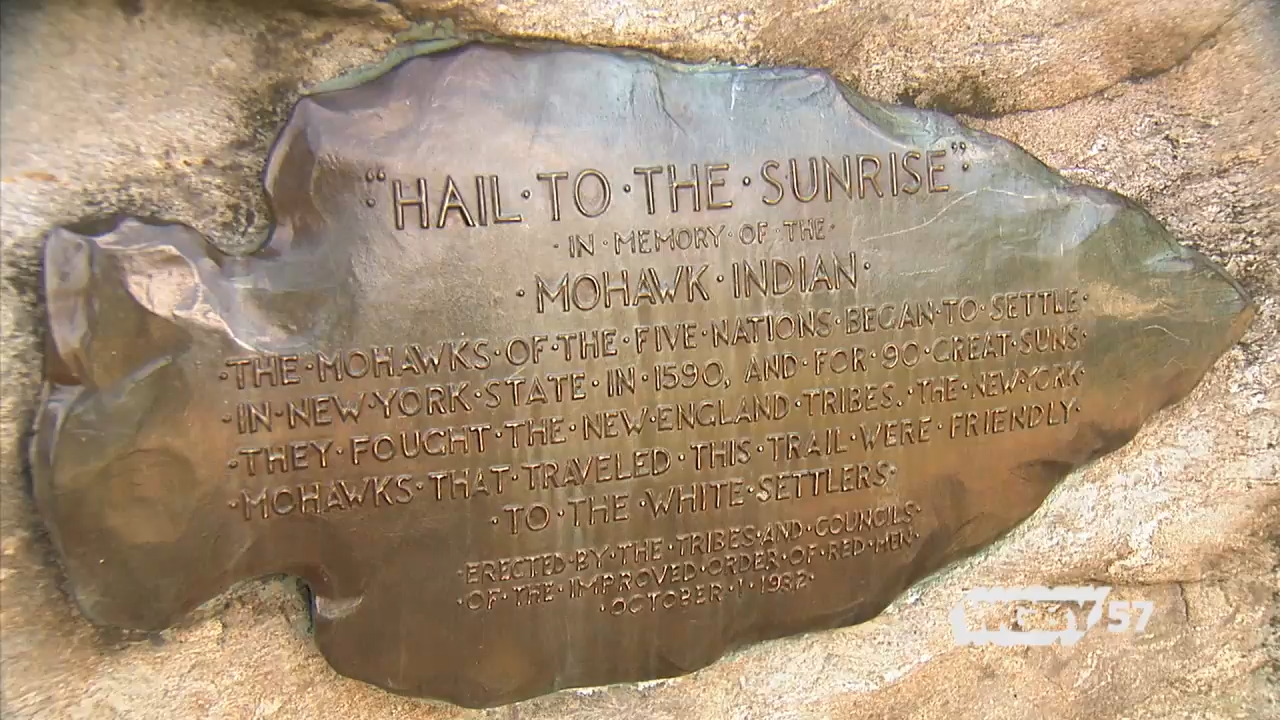 "HAIL·TO·THE·SUNRISE"
·IN·MEMORY·OF·THE·
·MOHAWK·INDIAN·
·THE·MOHAWKS·OF·THE·FIVE·NATIONS·BEGAN·TO·SETTLE·
·IN·NEW·YORK·STATE·IN·1590, AND·FOR·90·GREAT·SUNS·
·THEY·FOUGHT·THE·NEW·ENGLAND·TRIBES.·THE·NEW·YORK·
·MOHAWKS·THAT·TRAVELED·THIS·TRAIL·WERE·FRIENDLY·
·TO·THE·WHITE·SETTLERS·
·ERECTED·BY·THE·TRIBES·AND·COUNCILS·
·OF·THE·IMPROVED·ORDER·OF·RED·MEN·
·OCTOBER·1·1932·
57